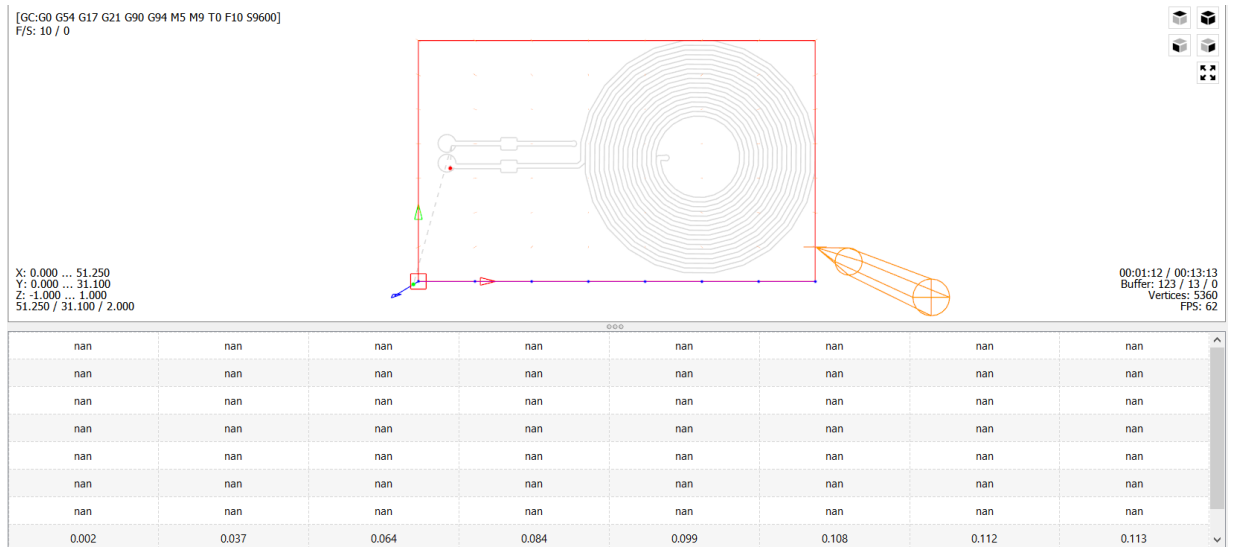 [GC:G0 G54 G17 G21 G90 G94 M5 M9 T0 F10 S9600]
F/S: 10 / 0
X: 0.000 ... 51.250
Y: 0.000 ... 31.100
Z: -1.000 ... 1.000
51.250 / 31.100 / 2.000
00:01:12 / 00:13:13
Buffer: 123 / 13 / 0
Vertices: 5360
FPS: 62
nan nan nan nan nan nan nan nan
nan nan nan nan nan nan nan nan
nan nan nan nan nan nan nan nan
nan nan nan nan nan nan nan nan
nan nan nan nan nan nan nan nan
nan nan nan nan nan nan nan nan
nan nan nan nan nan nan nan nan
0.002 0.037 0.064 0.084 0.099 0.108 0.112 0.113